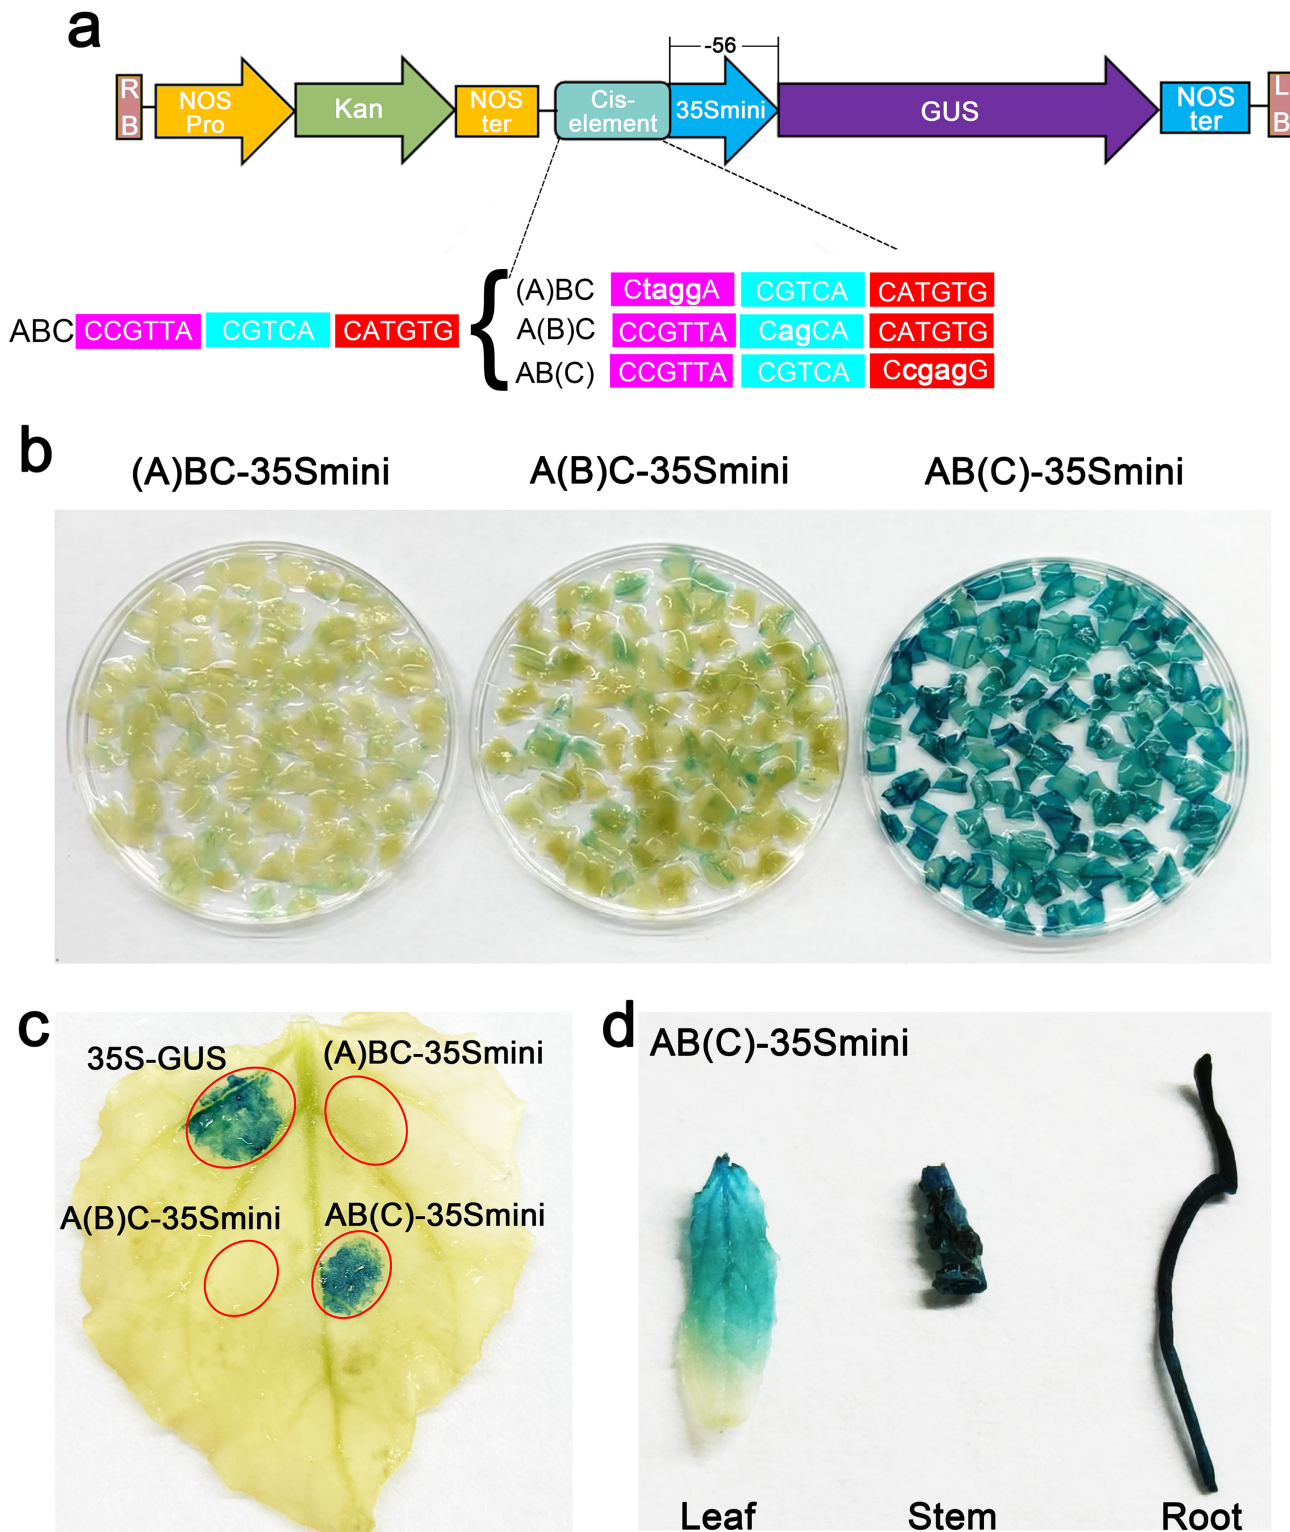 a
-56
RB
NOS
Pro
Kan
NOS
ter
Cis-
element
35Smini
GUS
NOS
ter
LB
ABC CCGTTA CGTCA CATGTG
(A)BC CtaggA CGTCA CATGTG
A(B)C CCGTTA CagCA CATGTG
AB(C) CCGTTA CGTCA CcgagG
b
(A)BC-35Smini A(B)C-35Smini AB(C)-35Smini
c
35S-GUS (A)BC-35Smini
A(B)C-35Smini AB(C)-35Smini
d
AB(C)-35Smini
Leaf Stem Root